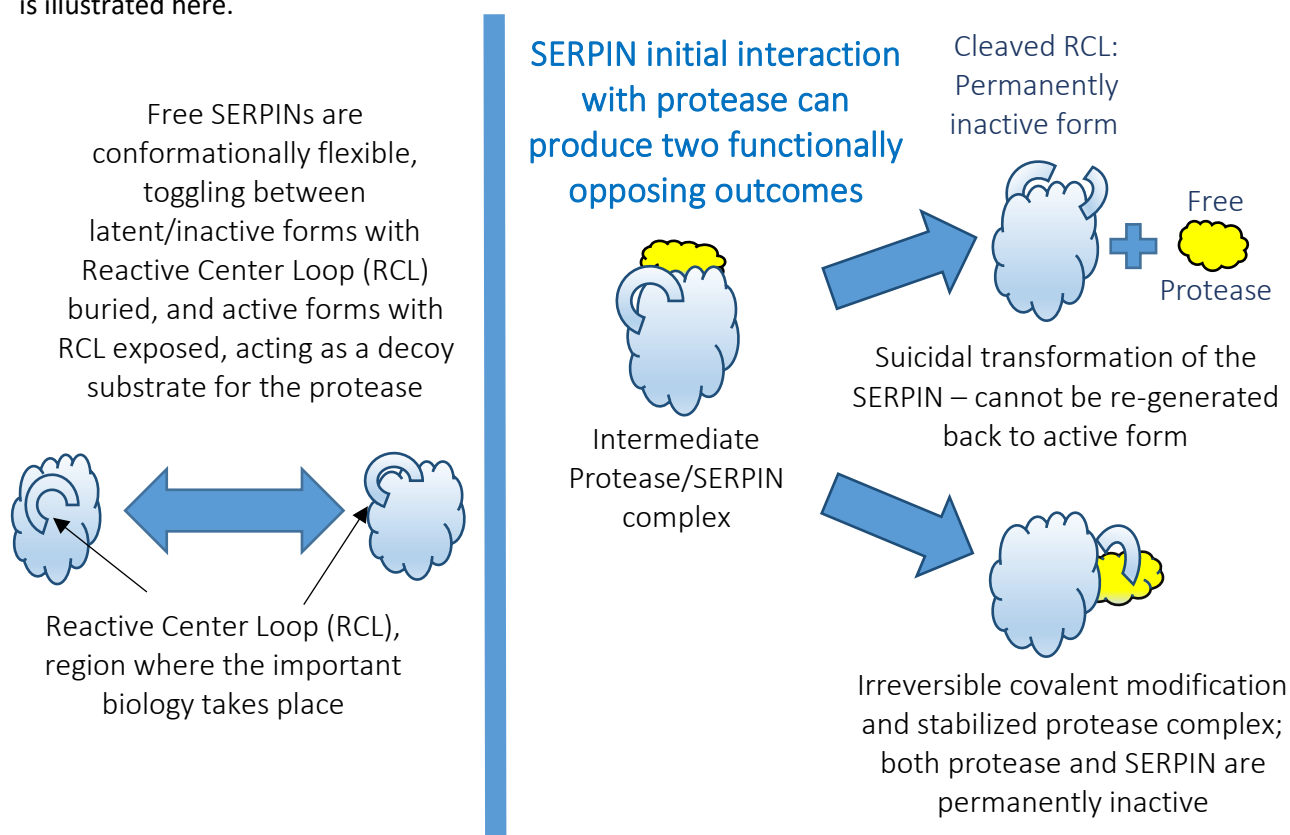 is illustrated here.
Free SERPINs are
conformationally flexible,
toggling between
latent/inactive forms with
Reactive Center Loop (RCL)
buried, and active forms with
RCL exposed, acting as a decoy
substrate for the protease
Reactive Center Loop (RCL),
region where the important
biology takes place
SERPIN initial interaction
with protease can
produce two functionally
opposing outcomes
Intermediate
Protease/SERPIN
complex
Cleaved RCL:
Permanently
inactive form
Free
Protease
Suicidal transformation of the
SERPIN – cannot be re-generated
back to active form
Irreversible covalent modification
and stabilized protease complex;
both protease and SERPIN are
permanently inactive